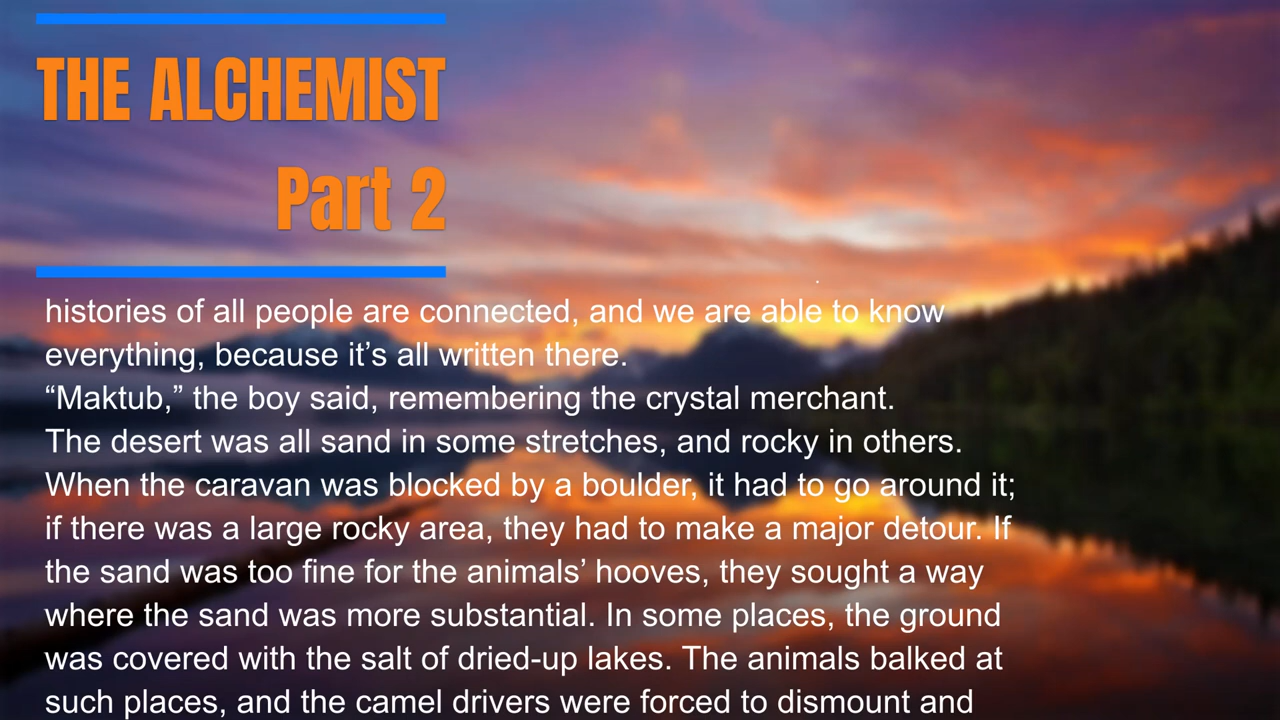 THE ALCHEMIST
Part 2
histories of all people are connected, and we are able to know
everything, because it’s all written there.
“Maktub,” the boy said, remembering the crystal merchant.
The desert was all sand in some stretches, and rocky in others.
When the caravan was blocked by a boulder, it had to go around it;
if there was a large rocky area, they had to make a major detour. If
the sand was too fine for the animals’ hooves, they sought a way
where the sand was more substantial. In some places, the ground
was covered with the salt of dried-up lakes. The animals balked at
such places, and the camel drivers were forced to dismount and